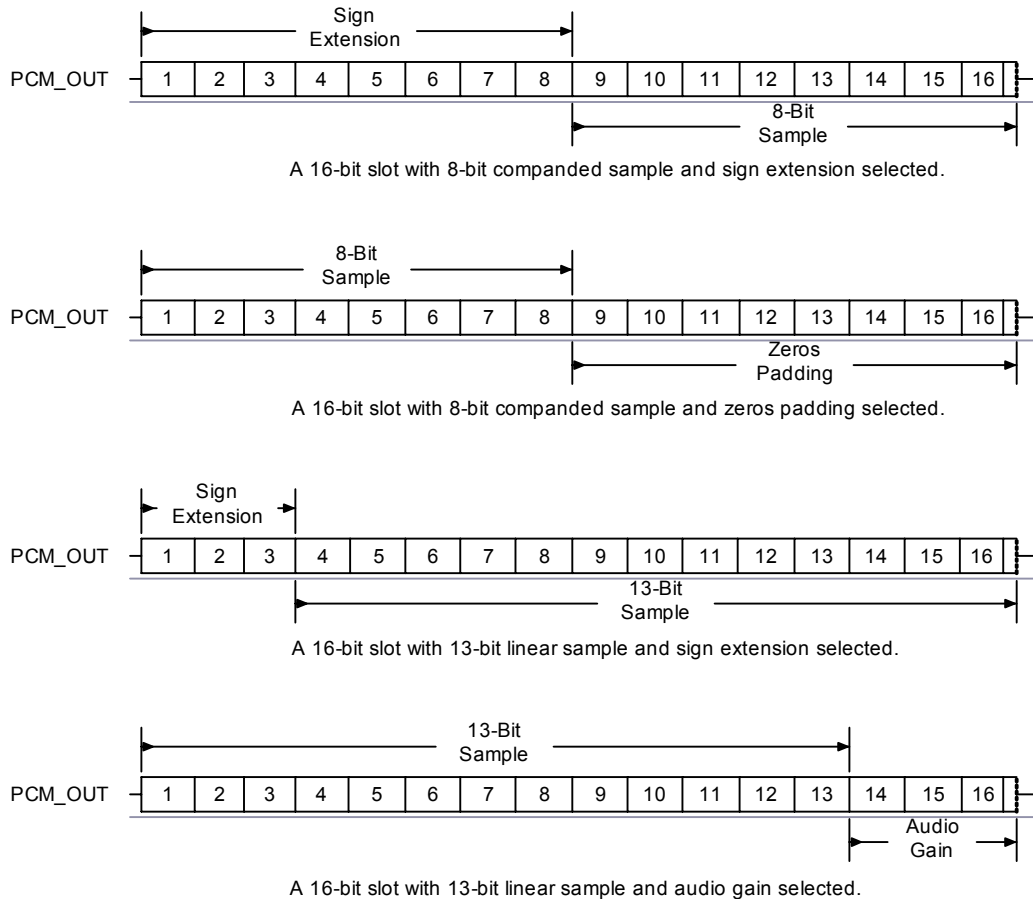 Sign
Extension
PCM_OUT 1 2 3 4 5 6 7 8 9 10 11 12 13 14 15 16
8-Bit
Sample
A 16-bit slot with 8-bit companded sample and sign extension selected.
8-Bit
Sample
PCM_OUT 1 2 3 4 5 6 7 8 9 10 11 12 13 14 15 16
Zeros
Padding
A 16-bit slot with 8-bit companded sample and zeros padding selected.
Sign
Extension
PCM_OUT 1 2 3 4 5 6 7 8 9 10 11 12 13 14 15 16
13-Bit
Sample
A 16-bit slot with 13-bit linear sample and sign extension selected.
13-Bit
Sample
PCM_OUT 1 2 3 4 5 6 7 8 9 10 11 12 13 14 15 16
Audio
Gain
A 16-bit slot with 13-bit linear sample and audio gain selected.